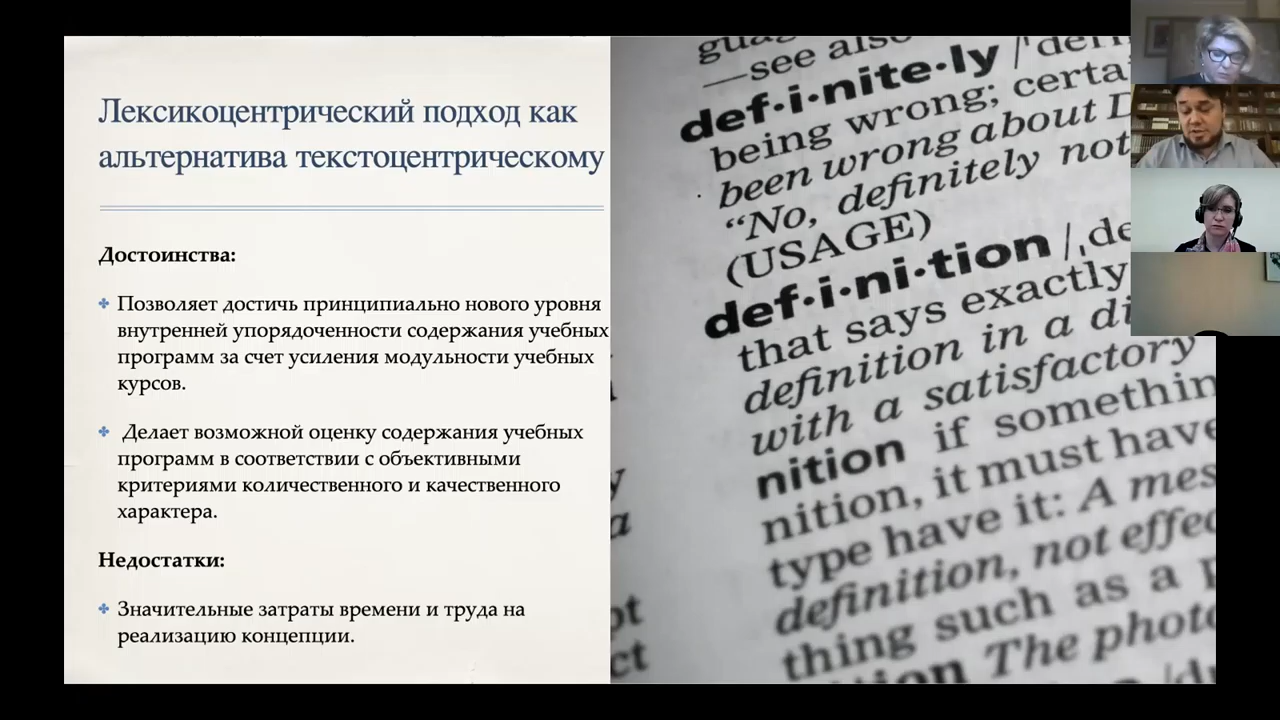 Лексикоцентрический подход как
альтернатива текстоцентрическому
Достоинства:
Позволяет достичь принципиально нового уровня
внутренней упорядоченности содержания учебных
программ за счет усиления модульности учебных
курсов.
Делает возможной оценку содержания учебных
программ в соответствии с объективными
критериями количественного и качественного
характера.
Недостатки:
Значительные затраты времени и труда на
реализацию концепции.
—see also
def·i·nite·ly
being wrong; certa
been wrong about D
“No, definitely not
(USAGE)
def·i·ni·tion /ˌde
that says exactly
definition in a di
with a satisfactory
nition if somethin
nition, it must have
type have it: A mes
definition, not effec
thing such as a p
The photo